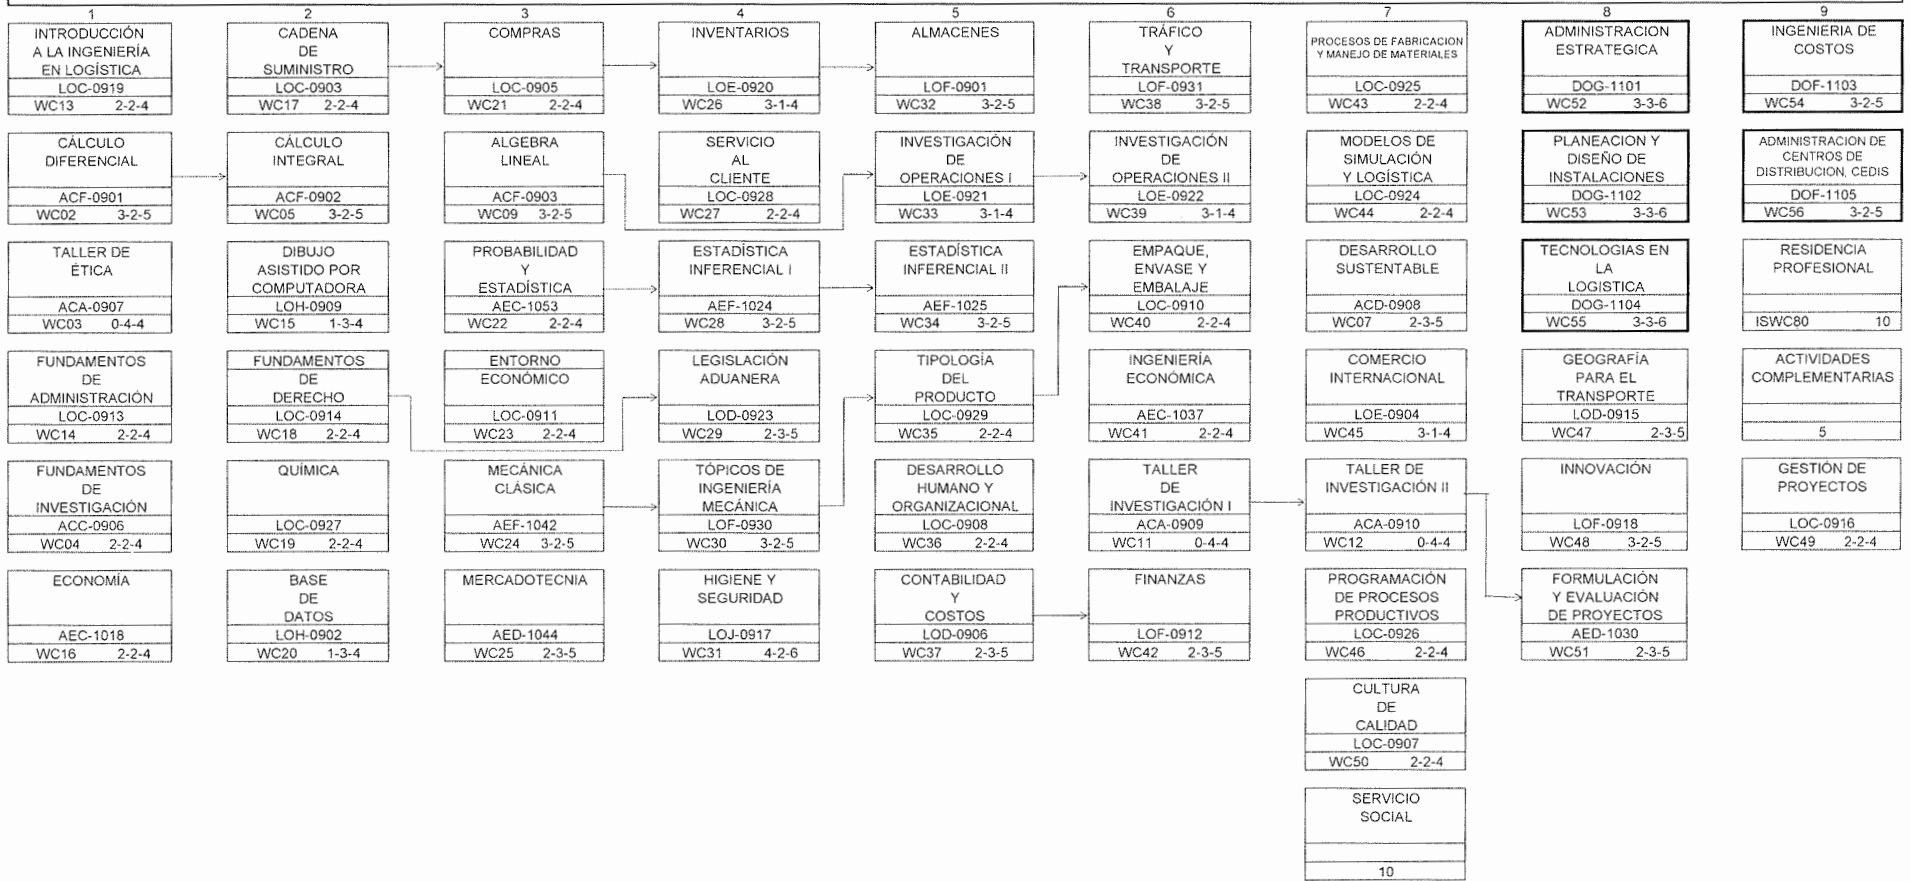 1
2
3
4
5
6
7
8
9
INTRODUCCIÓN
A LA INGENIERÍA
EN LOGÍSTICA
LOC-0919
WC13 2-2-4
CADENA
DE
SUMINISTRO
LOC-0903
WC17 2-2-4
COMPRAS
LOC-0905
WC21 2-2-4
INVENTARIOS
LOE-0920
WC26 3-1-4
ALMACENES
LOF-0901
WC32 3-2-5
TRÁFICO
Y
TRANSPORTE
LOF-0931
WC38 3-2-5
PROCESOS DE FABRICACION
Y MANEJO DE MATERIALES
LOC-0925
WC43 2-2-4
ADMINISTRACION
ESTRATEGICA
DOG-1101
WC52 3-3-6
INGENIERIA DE
COSTOS
DOF-1103
WC54 3-2-5
CÁLCULO
DIFERENCIAL
ACF-0901
WC02 3-2-5
CÁLCULO
INTEGRAL
ACF-0902
WC05 3-2-5
ALGEBRA
LINEAL
ACF-0903
WC09 3-2-5
SERVICIO
AL
CLIENTE
LOC-0928
WC27 2-2-4
INVESTIGACIÓN
DE
OPERACIONES I
LOE-0921
WC33 3-1-4
INVESTIGACIÓN
DE
OPERACIONES II
LOE-0922
WC39 3-1-4
MODELOS DE
SIMULACIÓN
Y LOGÍSTICA
LOC-0924
WC44 2-2-4
PLANEACION Y
DISEÑO DE
INSTALACIONES
DOG-1102
WC53 3-3-6
ADMINISTRACION DE
CENTROS DE
DISTRIBUCION, CEDIS
DOF-1105
WC56 3-2-5
TALLER DE
ÉTICA
ACA-0907
WC03 0-4-4
DIBUJO
ASISTIDO POR
COMPUTADORA
LOH-0909
WC15 1-3-4
PROBABILIDAD
Y
ESTADÍSTICA
AEC-1053
WC22 2-2-4
ESTADÍSTICA
INFERENCIAL I
AEF-1024
WC28 3-2-5
ESTADÍSTICA
INFERENCIAL II
AEF-1025
WC34 3-2-5
EMPAQUE,
ENVASE Y
EMBALAJE
LOC-0910
WC40 2-2-4
DESARROLLO
SUSTENTABLE
ACD-0908
WC07 2-3-5
TECNOLOGIAS EN
LA
LOGISTICA
DOG-1104
WC55 3-3-6
RESIDENCIA
PROFESIONAL
ISWC80 10
FUNDAMENTOS
DE
ADMINISTRACIÓN
LOC-0913
WC14 2-2-4
FUNDAMENTOS
DE
DERECHO
LOC-0914
WC18 2-2-4
ENTORNO
ECONÓMICO
LOC-0911
WC23 2-2-4
LEGISLACIÓN
ADUANERA
LOD-0923
WC29 2-3-5
TIPOLOGÍA
DEL
PRODUCTO
LOC-0929
WC35 2-2-4
INGENIERÍA
ECONÓMICA
AEC-1037
WC41 2-2-4
COMERCIO
INTERNACIONAL
LOE-0904
WC45 3-1-4
GEOGRAFÍA
PARA EL
TRANSPORTE
LOD-0915
WC47 2-3-5
ACTIVIDADES
COMPLEMENTARIAS
5
FUNDAMENTOS
DE
INVESTIGACIÓN
ACC-0906
WC04 2-2-4
QUÍMICA
LOC-0927
WC19 2-2-4
MECÁNICA
CLÁSICA
AEF-1042
WC24 3-2-5
TÓPICOS DE
INGENIERÍA
MECÁNICA
LOF-0930
WC30 3-2-5
DESARROLLO
HUMANO Y
ORGANIZACIONAL
LOC-0908
WC36 2-2-4
TALLER
DE
INVESTIGACIÓN I
ACA-0909
WC11 0-4-4
TALLER DE
INVESTIGACIÓN II
ACA-0910
WC12 0-4-4
INNOVACIÓN
LOF-0918
WC48 3-2-5
GESTIÓN DE
PROYECTOS
LOC-0916
WC49 2-2-4
ECONOMÍA
AEC-1018
WC16 2-2-4
BASE
DE
DATOS
LOH-0902
WC20 1-3-4
MERCADOTECNIA
AED-1044
WC25 2-3-5
HIGIENE Y
SEGURIDAD
LOJ-0917
WC31 4-2-6
CONTABILIDAD
Y
COSTOS
LOD-0906
WC37 2-3-5
FINANZAS
LOF-0912
WC42 2-3-5
PROGRAMACIÓN
DE PROCESOS
PRODUCTIVOS
LOC-0926
WC46 2-2-4
FORMULACIÓN
Y EVALUACIÓN
DE PROYECTOS
AED-1030
WC51 2-3-5
CULTURA
DE
CALIDAD
LOC-0907
WC50 2-2-4
SERVICIO
SOCIAL
10